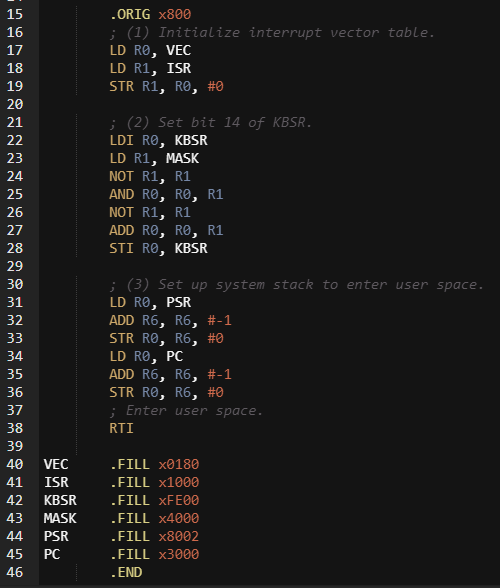 15 .ORIG x800
16 ; (1) Initialize interrupt vector table.
17 LD R0, VEC
18 LD R1, ISR
19 STR R1, R0, #0
20
21 ; (2) Set bit 14 of KBSR.
22 LDI R0, KBSR
23 LD R1, MASK
24 NOT R1, R1
25 AND R0, R0, R1
26 NOT R1, R1
27 ADD R0, R0, R1
28 STI R0, KBSR
29
30 ; (3) Set up system stack to enter user space.
31 LD R0, PSR
32 ADD R6, R6, #-1
33 STR R0, R6, #0
34 LD R0, PC
35 ADD R6, R6, #-1
36 STR R0, R6, #0
37 ; Enter user space.
38 RTI
39
40 VEC .FILL x0180
41 ISR .FILL x1000
42 KBSR .FILL xFE00
43 MASK .FILL x4000
44 PSR .FILL x8002
45 PC .FILL x3000
46 .END